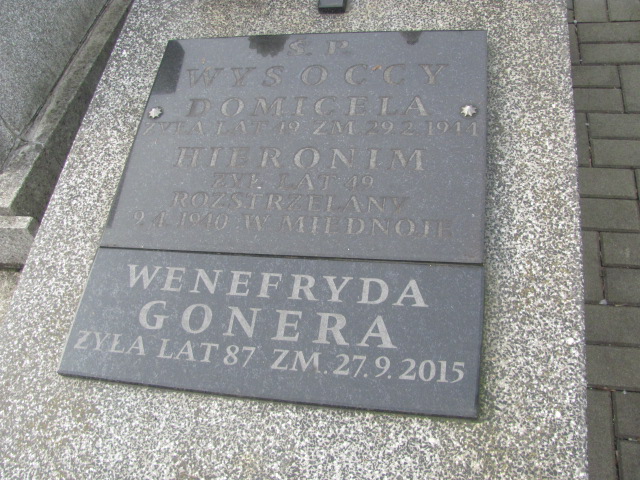 Ś. P.
WYSOCCY
DOMICELA
ŻYŁA LAT 49 ZM. 29.2.1941
HIERONIM
ŻYŁ LAT 49
ROZSTRZELANY
9.4.1940 W MIEDNOJE
WENEFRYDA
GONERA
ŻYŁA LAT 87 ZM. 27.9.2015